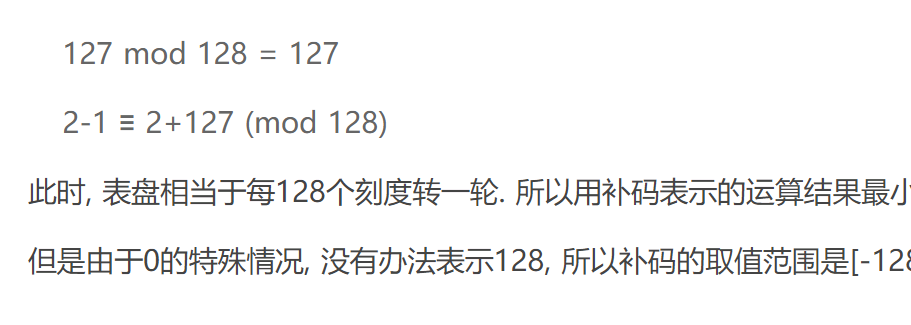 127 mod 128 = 127
2-1 ≡ 2+127 (mod 128)
此时, 表盘相当于每128个刻度转一轮. 所以用补码表示的运算结果最小
但是由于0的特殊情况, 没有办法表示128, 所以补码的取值范围是[-128